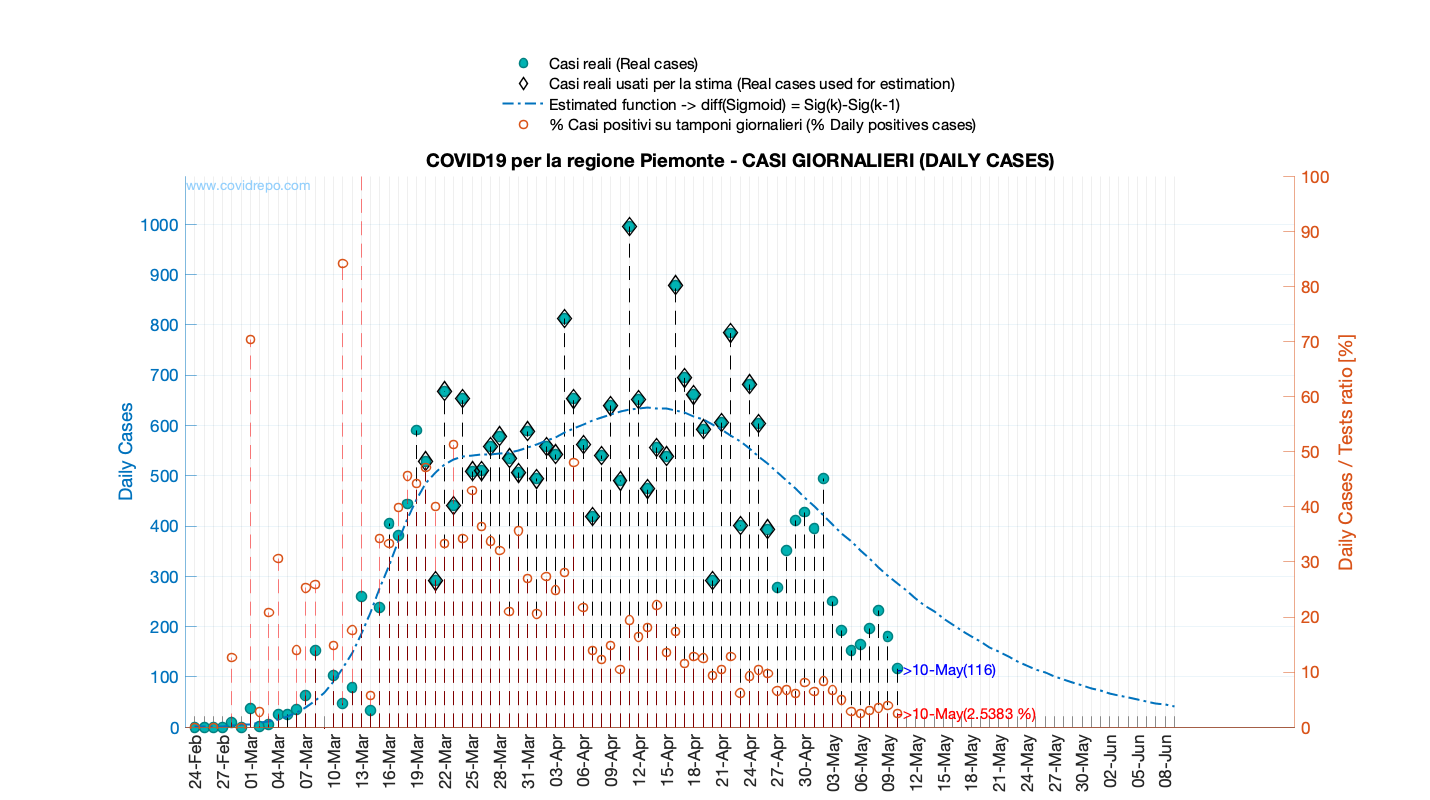 Casi reali (Real cases)
Casi reali usati per la stima (Real cases used for estimation)
Estimated function -> diff(Sigmoid) = Sig(k)-Sig(k-1)
% Casi positivi su tamponi giornalieri (% Daily positives cases)
COVID19 per la regione Piemonte - CASI GIORNALIERI (DAILY CASES)
www.covidrepo.com
Daily Cases
1000
900
800
700
600
500
400
300
200
100
0
100
90
80
70
60
50
40
30
20
10
0
Daily Cases / Tests ratio [%]
->10-May(116)
->10-May(2.5383 %)
24-Feb
27-Feb
01-Mar
04-Mar
07-Mar
10-Mar
13-Mar
16-Mar
19-Mar
22-Mar
25-Mar
28-Mar
31-Mar
03-Apr
06-Apr
09-Apr
12-Apr
15-Apr
18-Apr
21-Apr
24-Apr
27-Apr
30-Apr
03-May
06-May
09-May
12-May
15-May
18-May
21-May
24-May
27-May
30-May
02-Jun
05-Jun
08-Jun